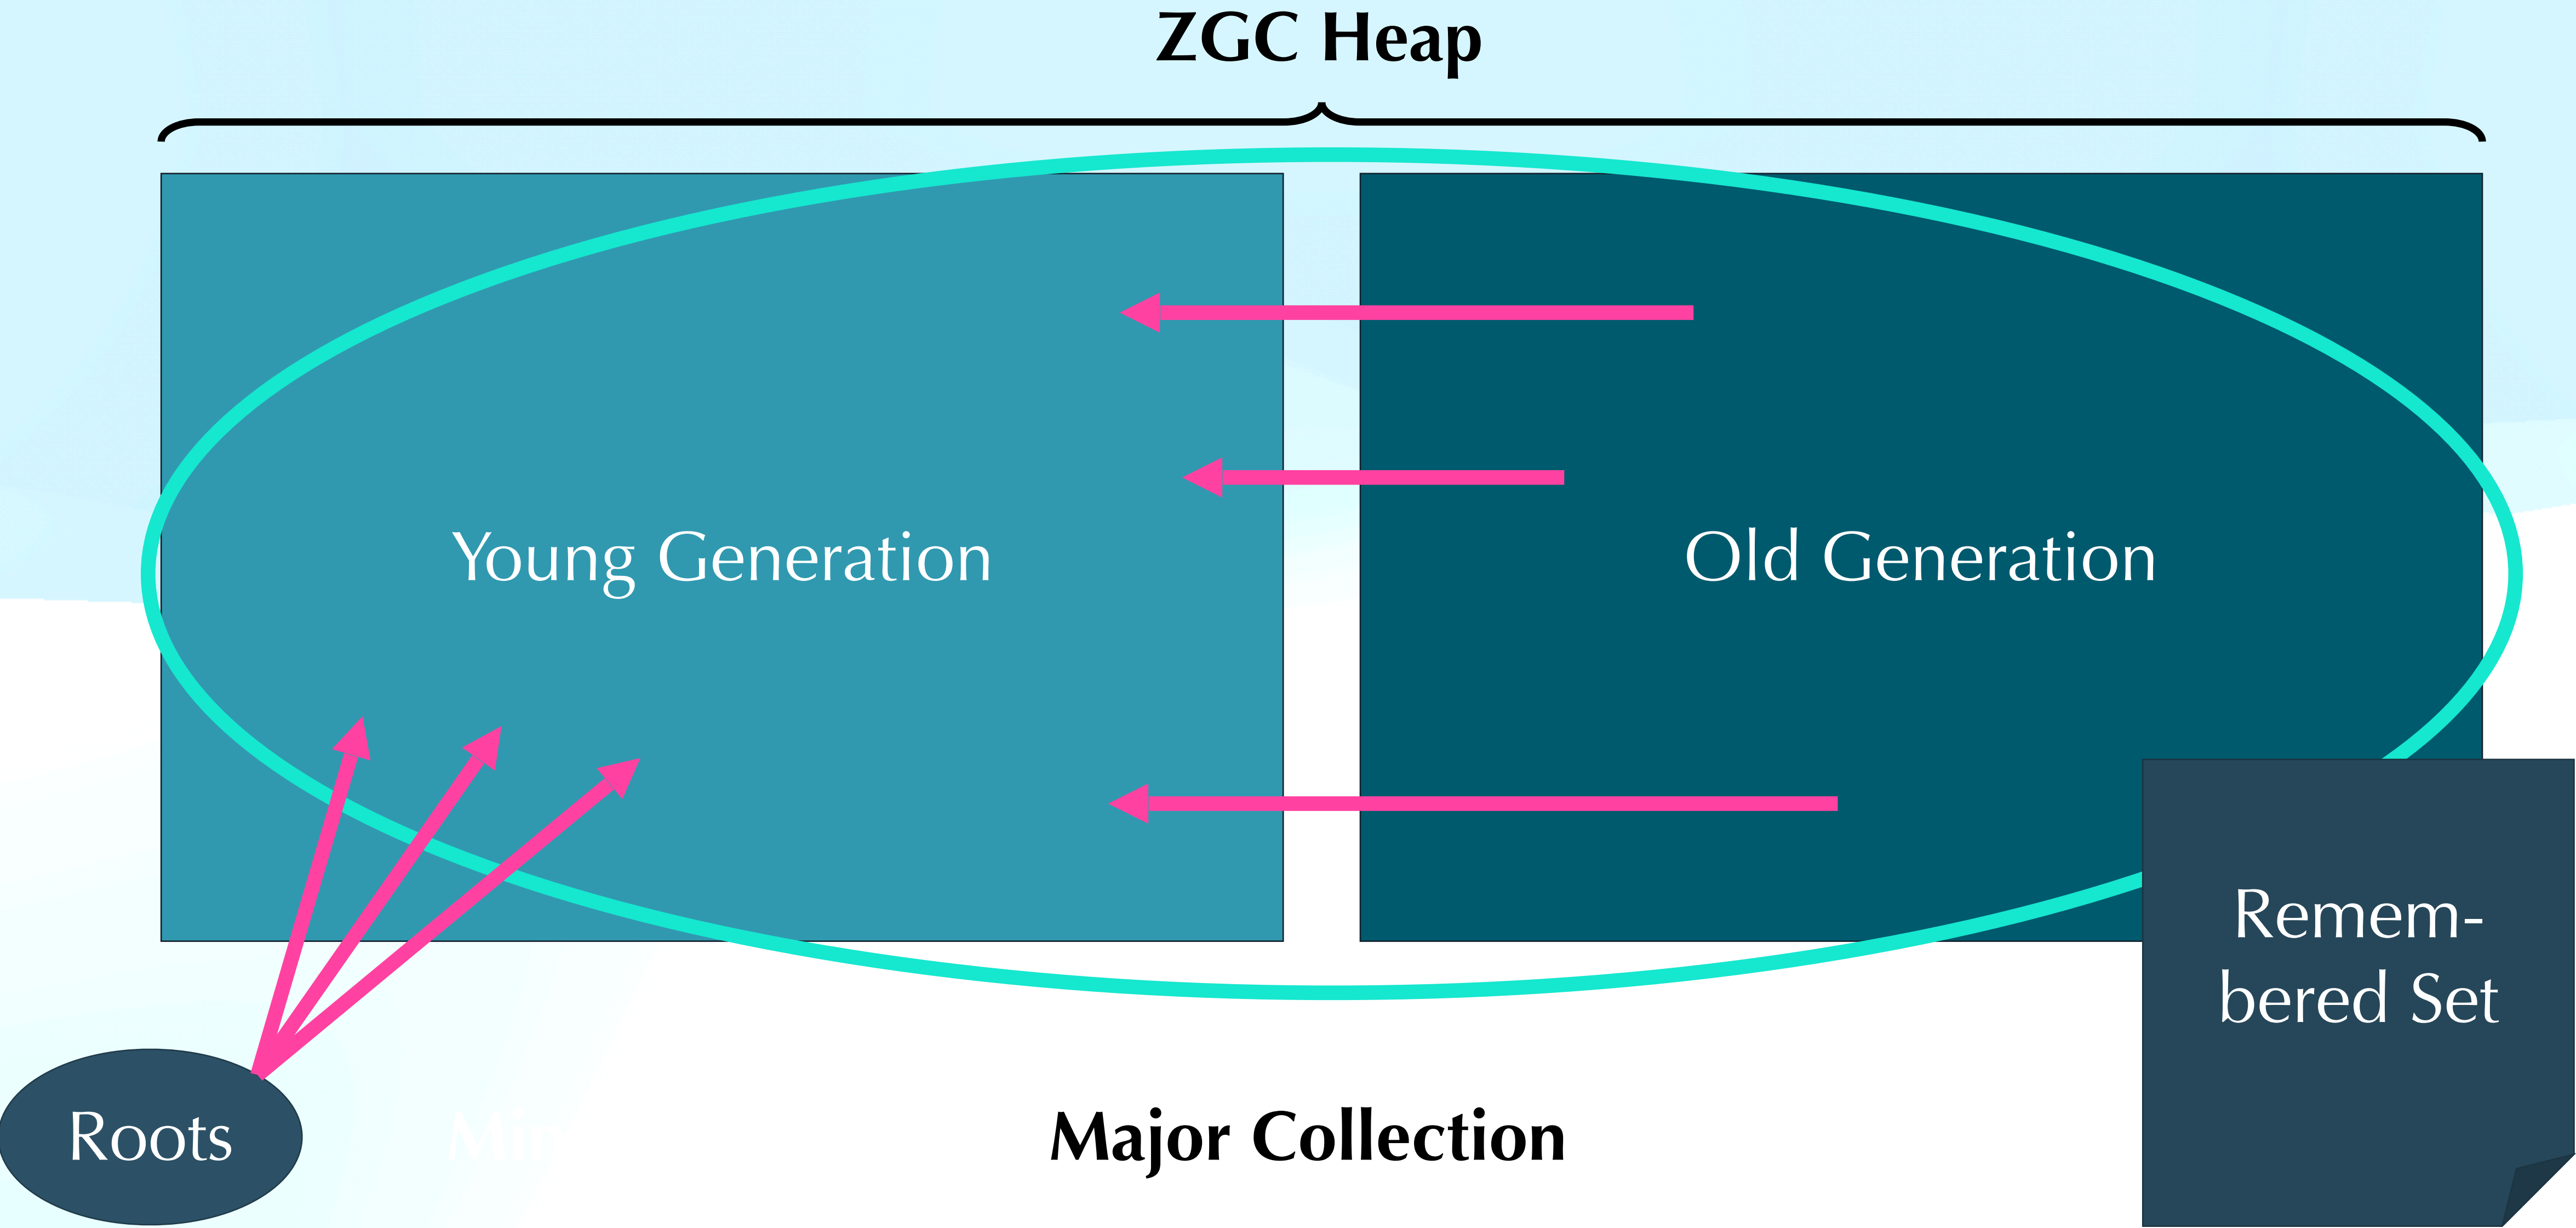 ZGC Heap
Young Generation
Old Generation
Remem-
bered Set
Roots
Major Collection